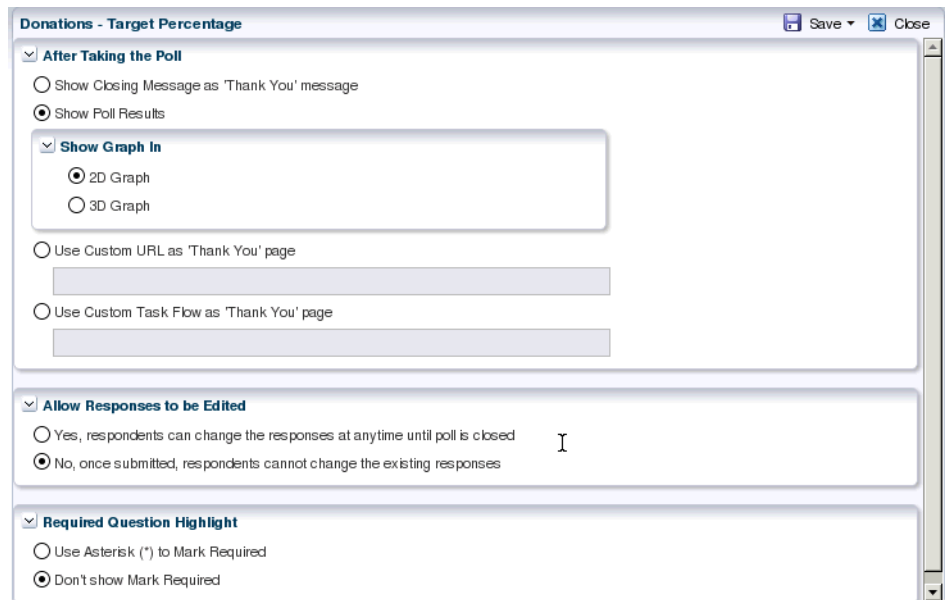 Donations - Target Percentage Save Close
After Taking the Poll
Show Closing Message as 'Thank You' message
Show Poll Results
Show Graph In
2D Graph
3D Graph
Use Custom URL as 'Thank You' page
Use Custom Task Flow as 'Thank You' page
Allow Responses to be Edited
Yes, respondents can change the responses at anytime until poll is closed
No, once submitted, respondents cannot change the existing responses
Required Question Highlight
Use Asterisk (*) to Mark Required
Don't show Mark Required